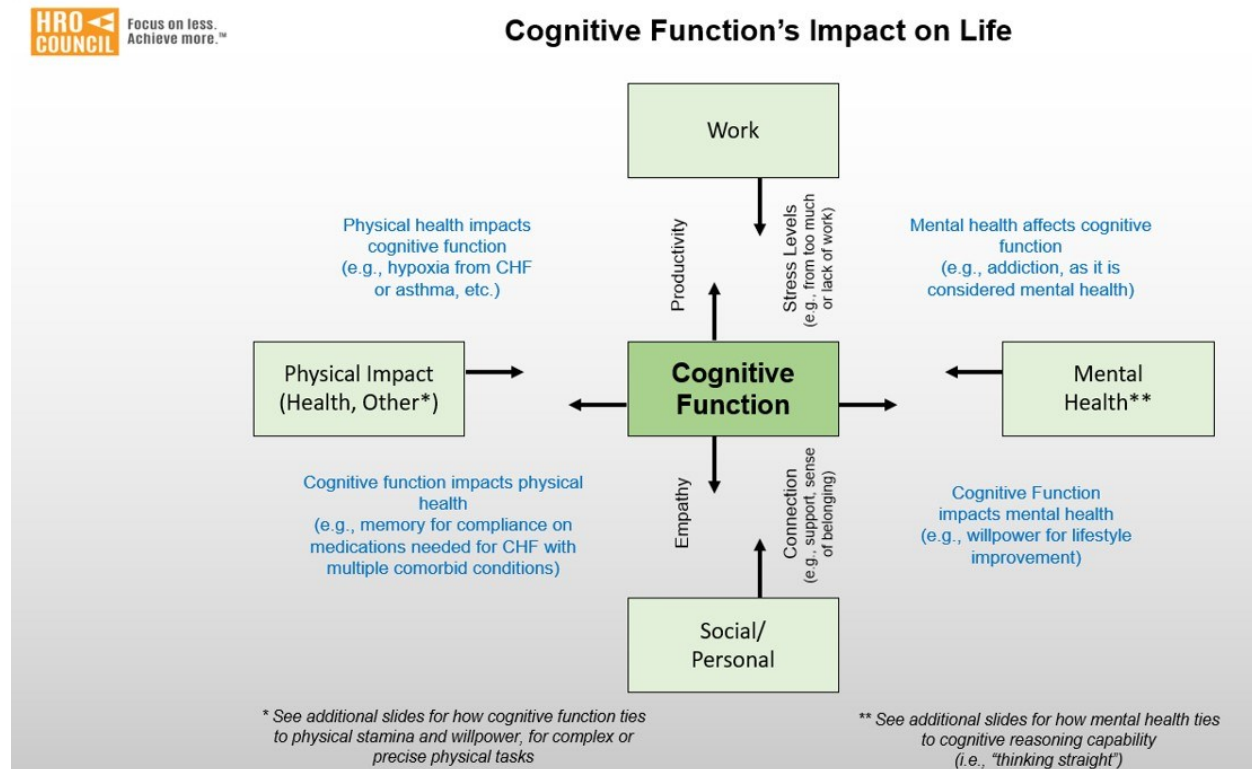 HRO
COUNCIL
Focus on less.
Achieve more.™
Cognitive Function's Impact on Life
Work
Physical health impacts
cognitive function
(e.g., hypoxia from CHF
or asthma, etc.)
Productivity
Stress Levels
(e.g., from too much
or lack of work)
Mental health affects cognitive
function
(e.g., addiction, as it is
considered mental health)
Physical Impact
(Health, Other*)
Cognitive
Function
Mental
Health**
Cognitive function impacts physical
health
(e.g., memory for compliance on
medications needed for CHF with
multiple comorbid conditions)
Empathy
Connection
(e.g., support, sense
of belonging)
Cognitive Function
impacts mental health
(e.g., willpower for lifestyle
improvement)
Social/
Personal
* See additional slides for how cognitive function ties
to physical stamina and willpower, for complex or
precise physical tasks
** See additional slides for how mental health ties
to cognitive reasoning capability
(i.e., "thinking straight")